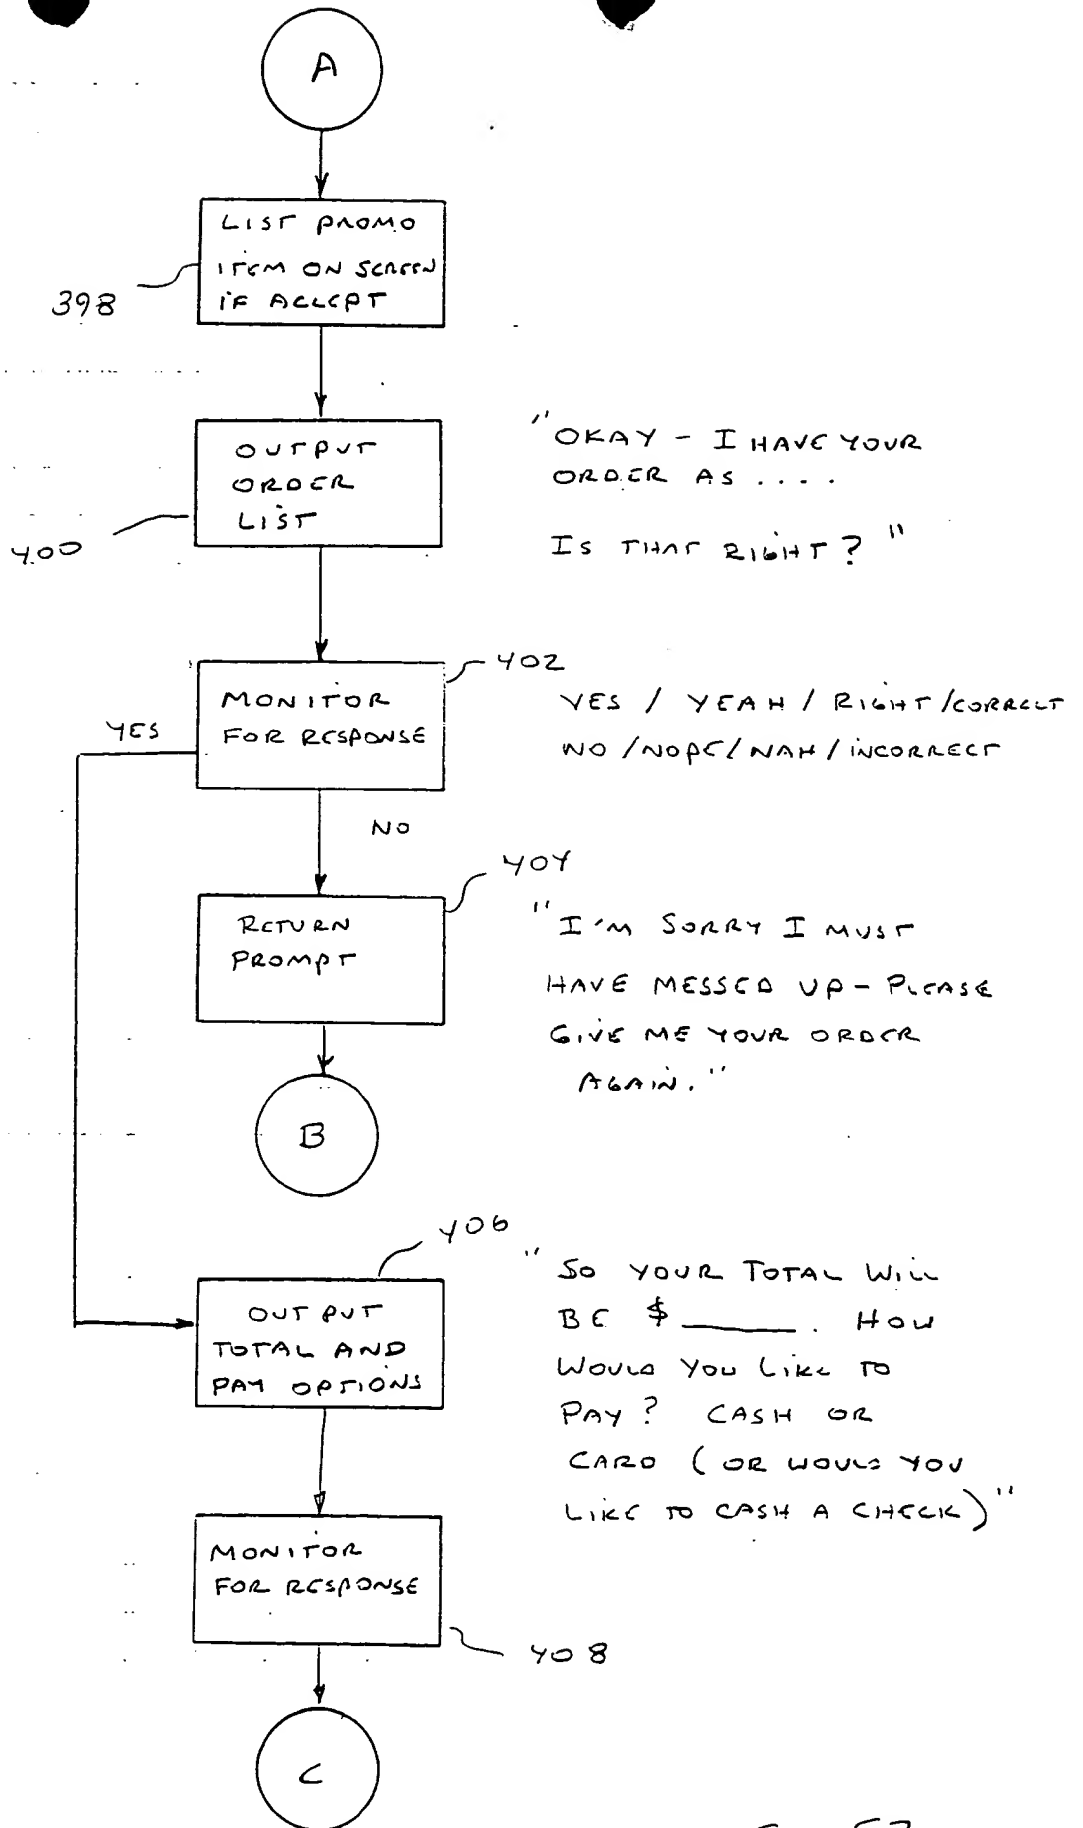 A
LIST PROMO
ITEM ON SCREEN
IF ACCEPT
398
OUTPUT
ORDER
LIST
400
"OKAY - I HAVE YOUR
ORDER AS ....
IS THAT RIGHT?"
402
MONITOR
FOR RESPONSE
YES / YEAH / RIGHT / CORRECT
NO / NOPE / NAH / INCORRECT
YES
NO
404
RETURN
PROMPT
"I'M SORRY I MUST
HAVE MESSED UP - PLEASE
GIVE ME YOUR ORDER
AGAIN."
B
406
OUTPUT
TOTAL AND
PAY OPTIONS
"SO YOUR TOTAL WILL
BE $ ______. HOW
WOULD YOU LIKE TO
PAY? CASH OR
CARD (OR WOULD YOU
LIKE TO CASH A CHECK)"
MONITOR
FOR RESPONSE
408
C